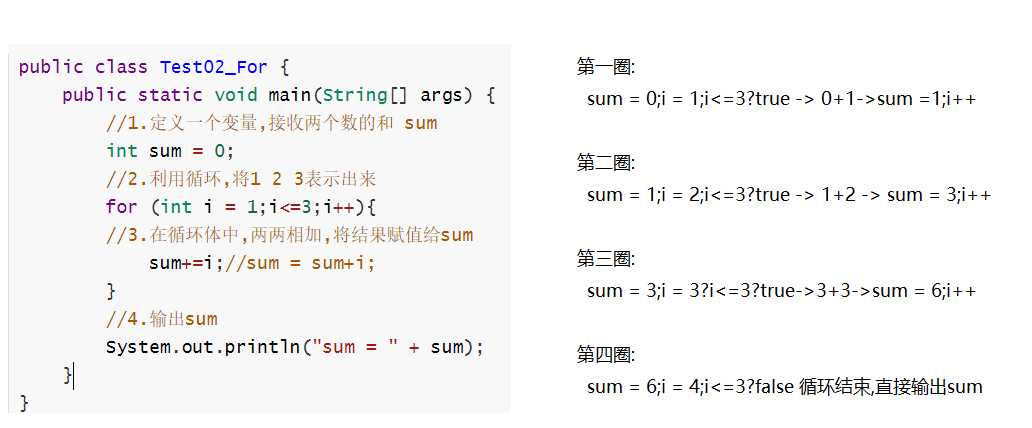 public class Test02_For {
    public static void main(String[] args) {
        //1.定义一个变量,接收两个数的和 sum
        int sum = 0;
        //2.利用循环,将1 2 3表示出来
        for (int i = 1;i<=3;i++){
        //3.在循环体中,两两相加,将结果赋值给sum
            sum+=i;//sum = sum+i;
        }
        //4.输出sum
        System.out.println("sum = " + sum);
    }
}
第一圈:
  sum = 0;i = 1;i<=3?true -> 0+1->sum =1;i++
第二圈:
  sum = 1;i = 2;i<=3?true -> 1+2 -> sum = 3;i++
第三圈:
  sum = 3;i = 3?i<=3?true->3+3->sum = 6;i++
第四圈:
  sum = 6;i = 4;i<=3?false 循环结束,直接输出sum